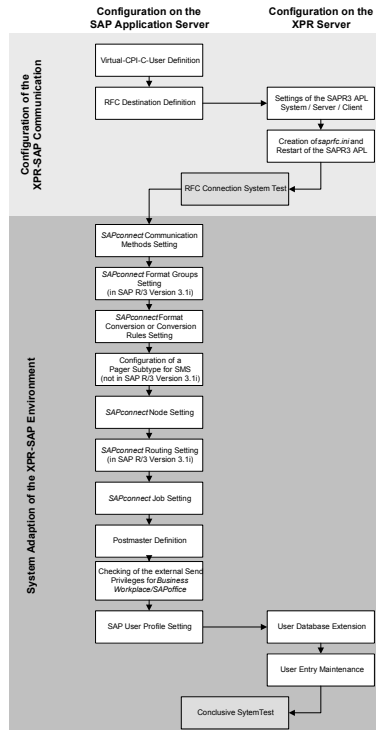 Configuration on the
SAP Application Server
Configuration on the
XPR Server
Configuration of the
XPR-SAP Communication
Virtual-CPI-C-User Definition
RFC Destination Definition
Settings of the SAPR3 APL
System / Server / Client
Creation of saprfc.ini and
Restart of the SAPR3 APL
RFC Connection System Test
System Adaption of the XPR-SAP Environment
SAPconnect Communication
Methods Setting
SAPconnect Format Groups
Setting
(in SAP R/3 Version 3.1i)
SAPconnect Format
Conversion or Conversion
Rules Setting
Configuration of a
Pager Subtype for SMS
(not in SAP R/3 Version 3.1i)
SAPconnect Node Setting
SAPconnect Routing Setting
(in SAP R/3 Version 3.1i)
SAPconnect Job Setting
Postmaster Definition
Checking of the external Send
Privileges for Business
Workplace/SAPoffice
SAP User Profile Setting
User Database Extension
User Entry Maintenance
Conclusive SytemTest